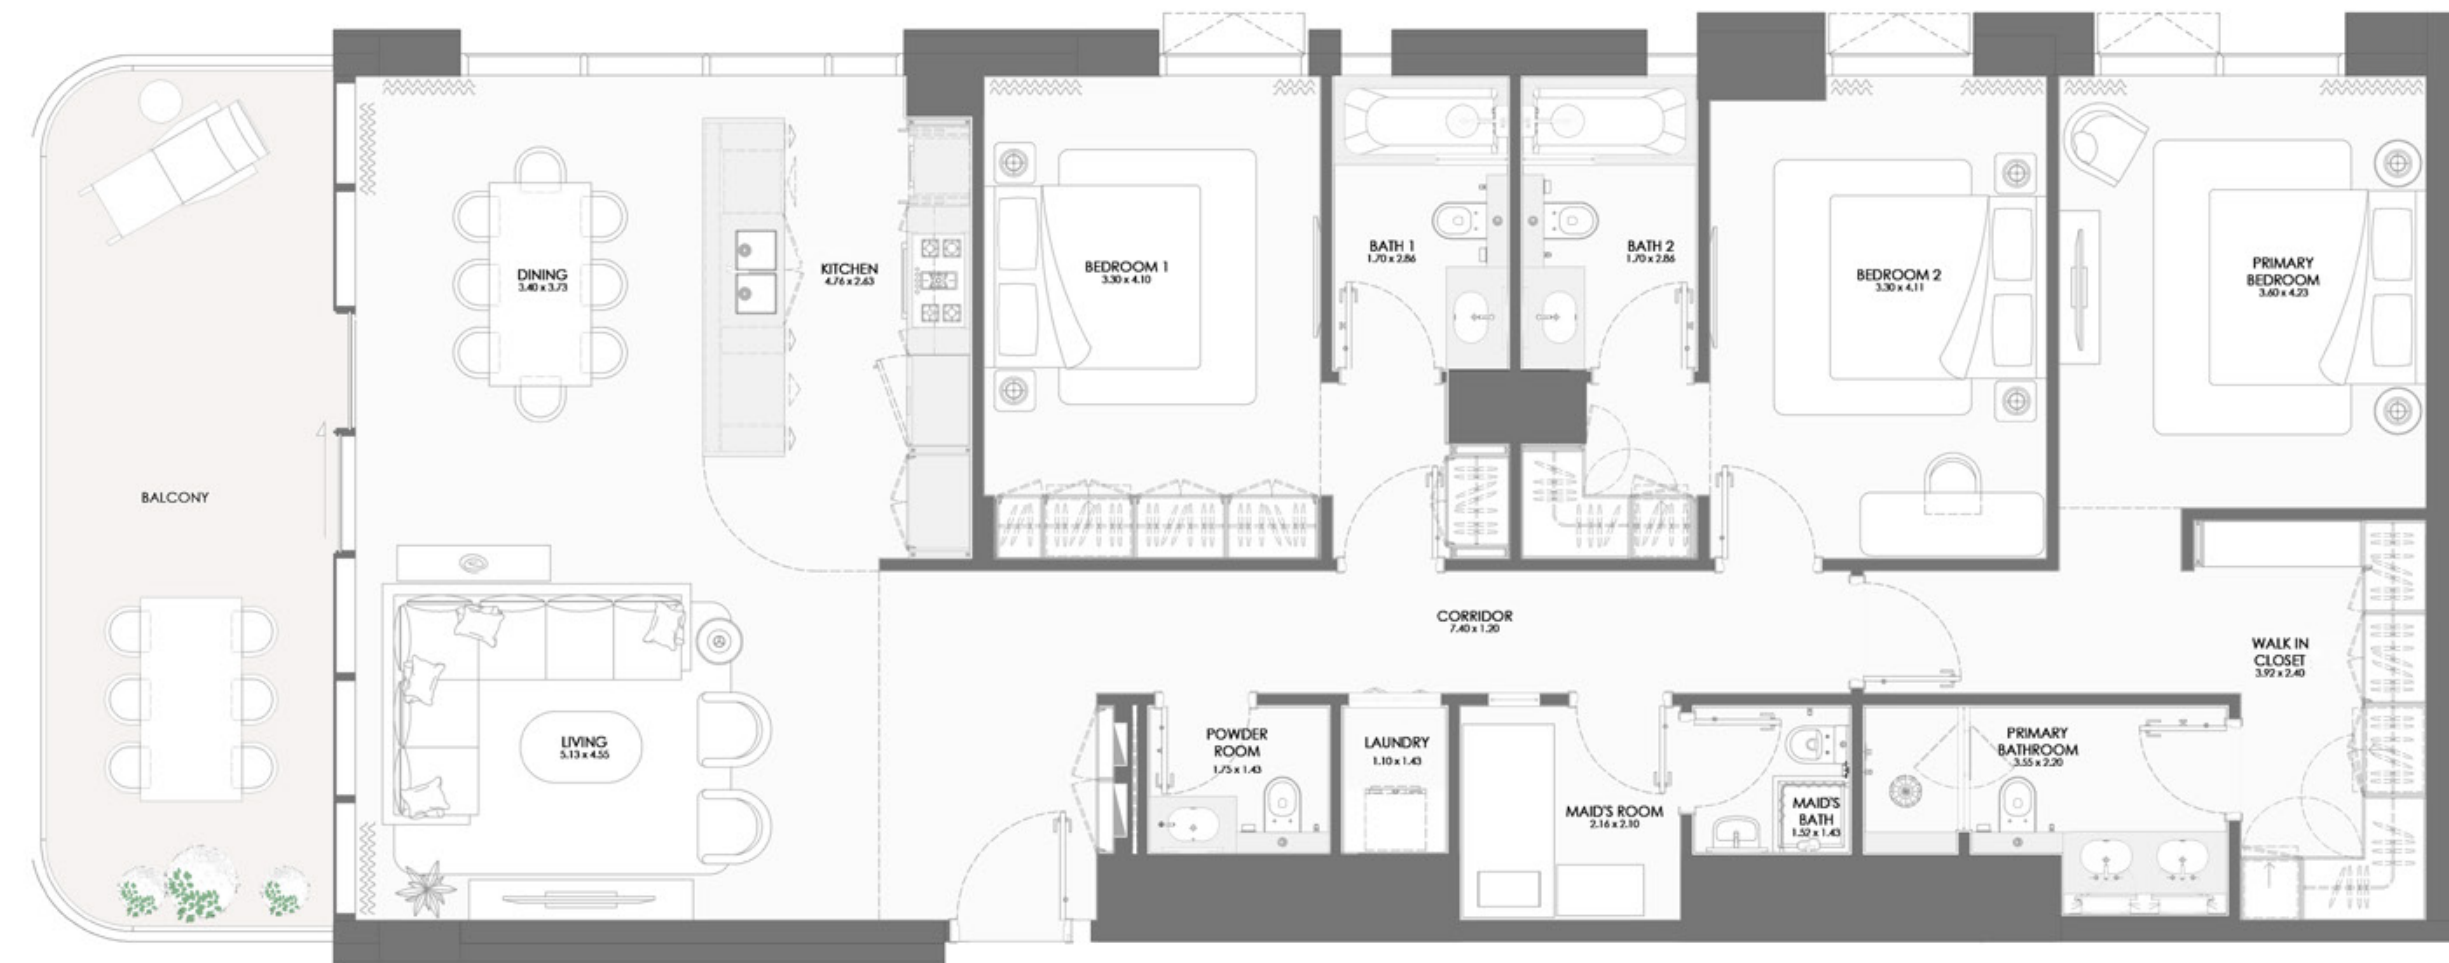 BALCONY
DINING
3.40 x 3.73
KITCHEN
4.76 x 2.63
LIVING
5.13 x 4.55
BEDROOM 1
3.30 x 4.10
BATH 1
1.70 x 2.86
BATH 2
1.70 x 2.86
BEDROOM 2
3.30 x 4.11
PRIMARY
BEDROOM
3.60 x 4.23
CORRIDOR
7.40 x 1.20
WALK IN
CLOSET
3.92 x 2.40
POWDER
ROOM
1.75 x 1.43
LAUNDRY
1.10 x 1.43
MAID'S ROOM
2.16 x 2.10
MAID'S
BATH
1.52 x 1.43
PRIMARY
BATHROOM
3.55 x 2.20